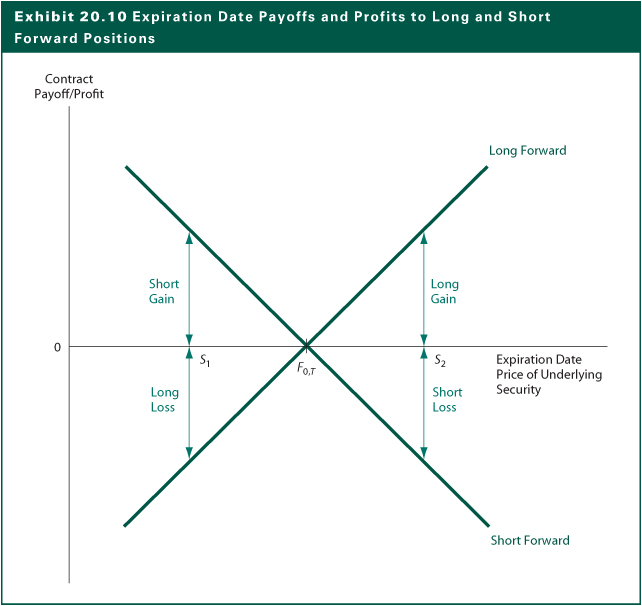 Exhibit 20.10 Expiration Date Payoffs and Profits to Long and Short
Forward Positions
Contract
Payoff/Profit
Long Forward
Short
Gain
Long
Gain
0
S1
F0,T
S2
Expiration Date
Price of Underlying
Security
Long
Loss
Short
Loss
Short Forward